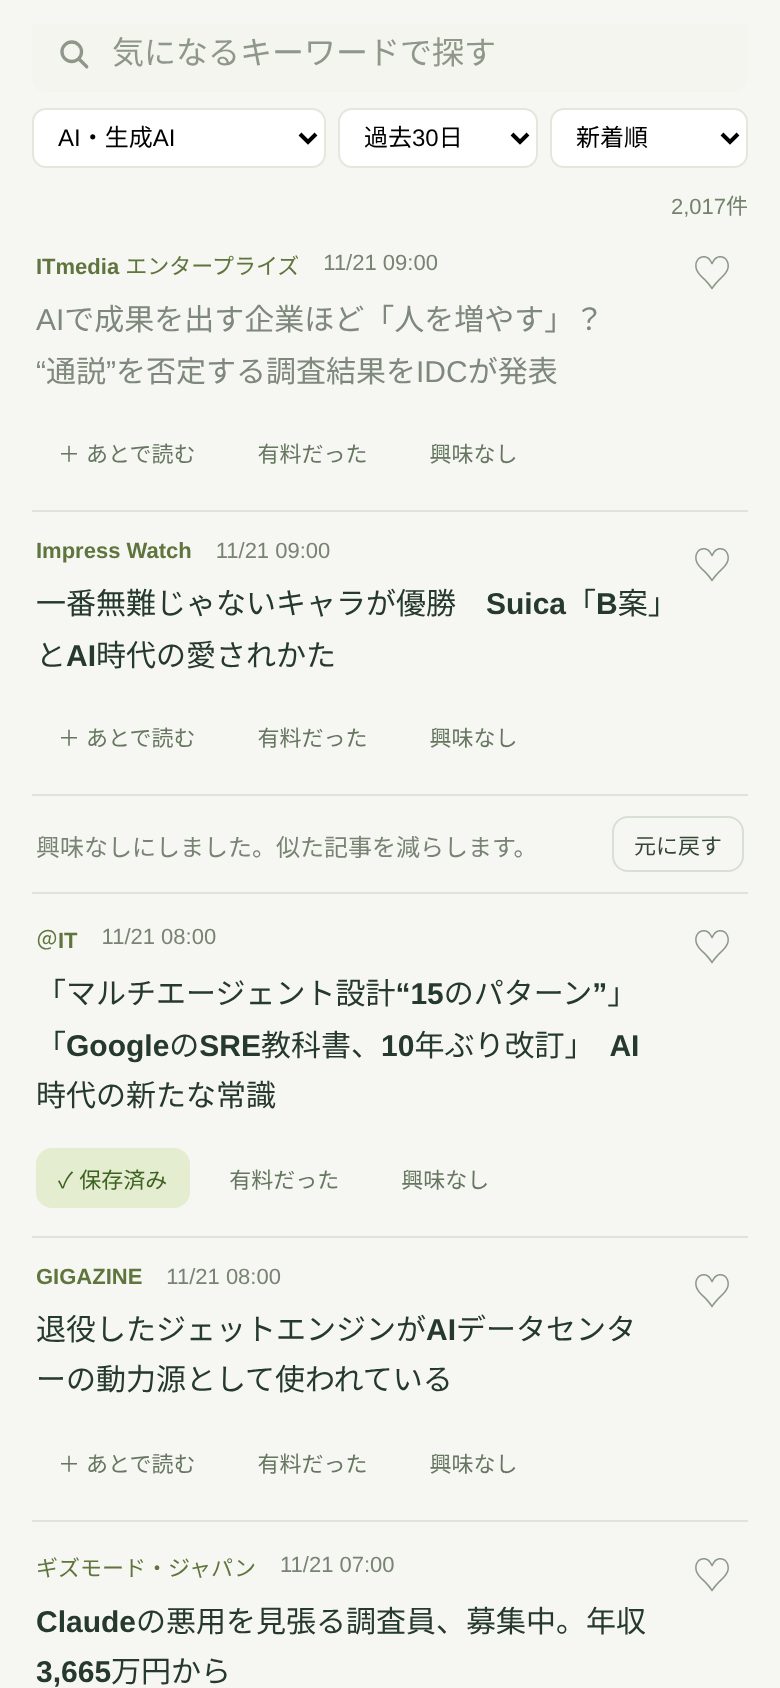 気になるキーワードで探す
AI・生成AI 過去30日 新着順
2,017件
ITmedia エンタープライズ 11/21 09:00
AIで成果を出す企業ほど「人を増やす」？
“通説”を否定する調査結果をIDCが発表
＋ あとで読む 有料だった 興味なし
Impress Watch 11/21 09:00
一番無難じゃないキャラが優勝　Suica「B案」
とAI時代の愛されかた
＋ あとで読む 有料だった 興味なし
興味なしにしました。似た記事を減らします。 元に戻す
＠IT 11/21 08:00
「マルチエージェント設計“15のパターン”」
「GoogleのSRE教科書、10年ぶり改訂」 AI
時代の新たな常識
✓ 保存済み 有料だった 興味なし
GIGAZINE 11/21 08:00
退役したジェットエンジンがAIデータセンタ
ーの動力源として使われている
＋ あとで読む 有料だった 興味なし
ギズモード・ジャパン 11/21 07:00
Claudeの悪用を見張る調査員、募集中。年収
3,665万円から